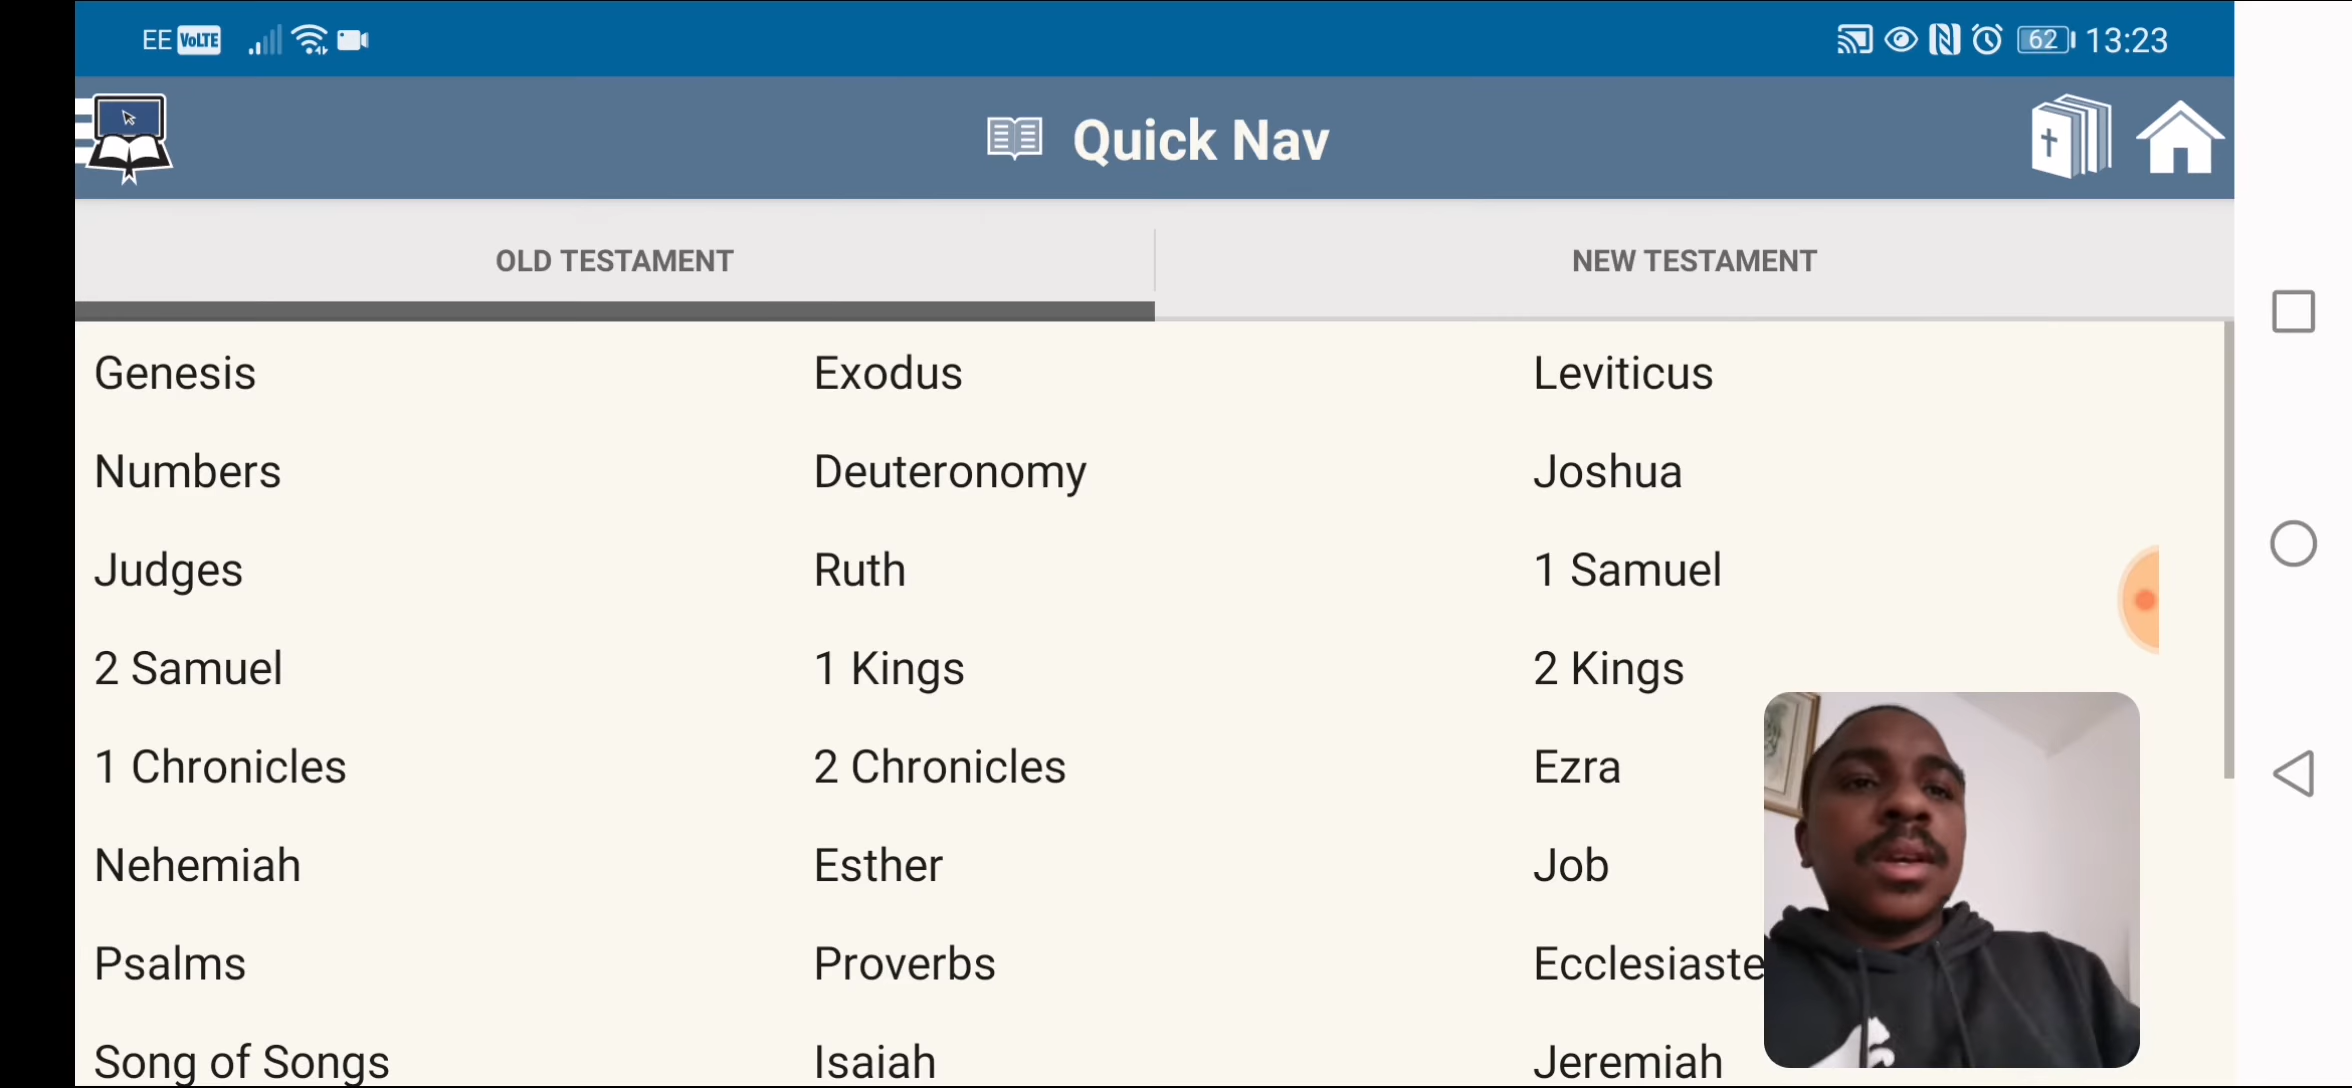 EE VoLTE 62 13:23
Quick Nav
OLD TESTAMENT NEW TESTAMENT
Genesis Exodus Leviticus
Numbers Deuteronomy Joshua
Judges Ruth 1 Samuel
2 Samuel 1 Kings 2 Kings
1 Chronicles 2 Chronicles Ezra
Nehemiah Esther Job
Psalms Proverbs Ecclesiaste
Song of Songs Isaiah Jeremiah